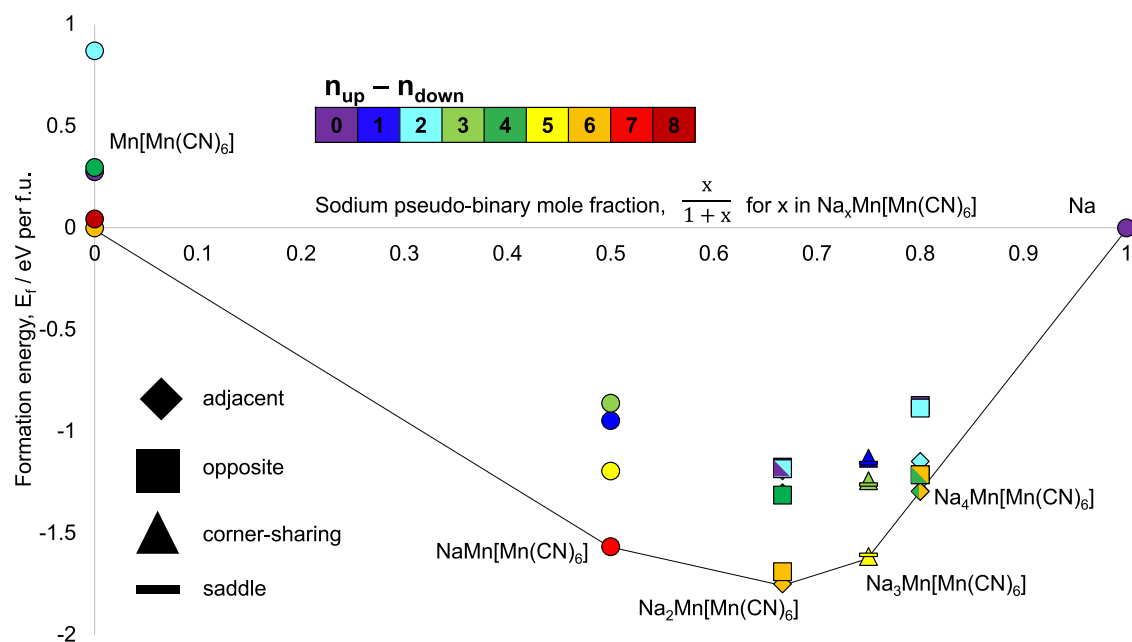 1
n_up – n_down
0 1 2 3 4 5 6 7 8
0.5
Mn[Mn(CN)₆]
Sodium pseudo-binary mole fraction, x/(1 + x) for x in NaₓMn[Mn(CN)₆]
Na
0
0 0.1 0.2 0.3 0.4 0.5 0.6 0.7 0.8 0.9 1
Formation energy, E_f / eV per f.u.
-0.5
adjacent
-1
opposite
Na₄Mn[Mn(CN)₆]
corner-sharing
-1.5
NaMn[Mn(CN)₆]
Na₃Mn[Mn(CN)₆]
saddle
Na₂Mn[Mn(CN)₆]
-2